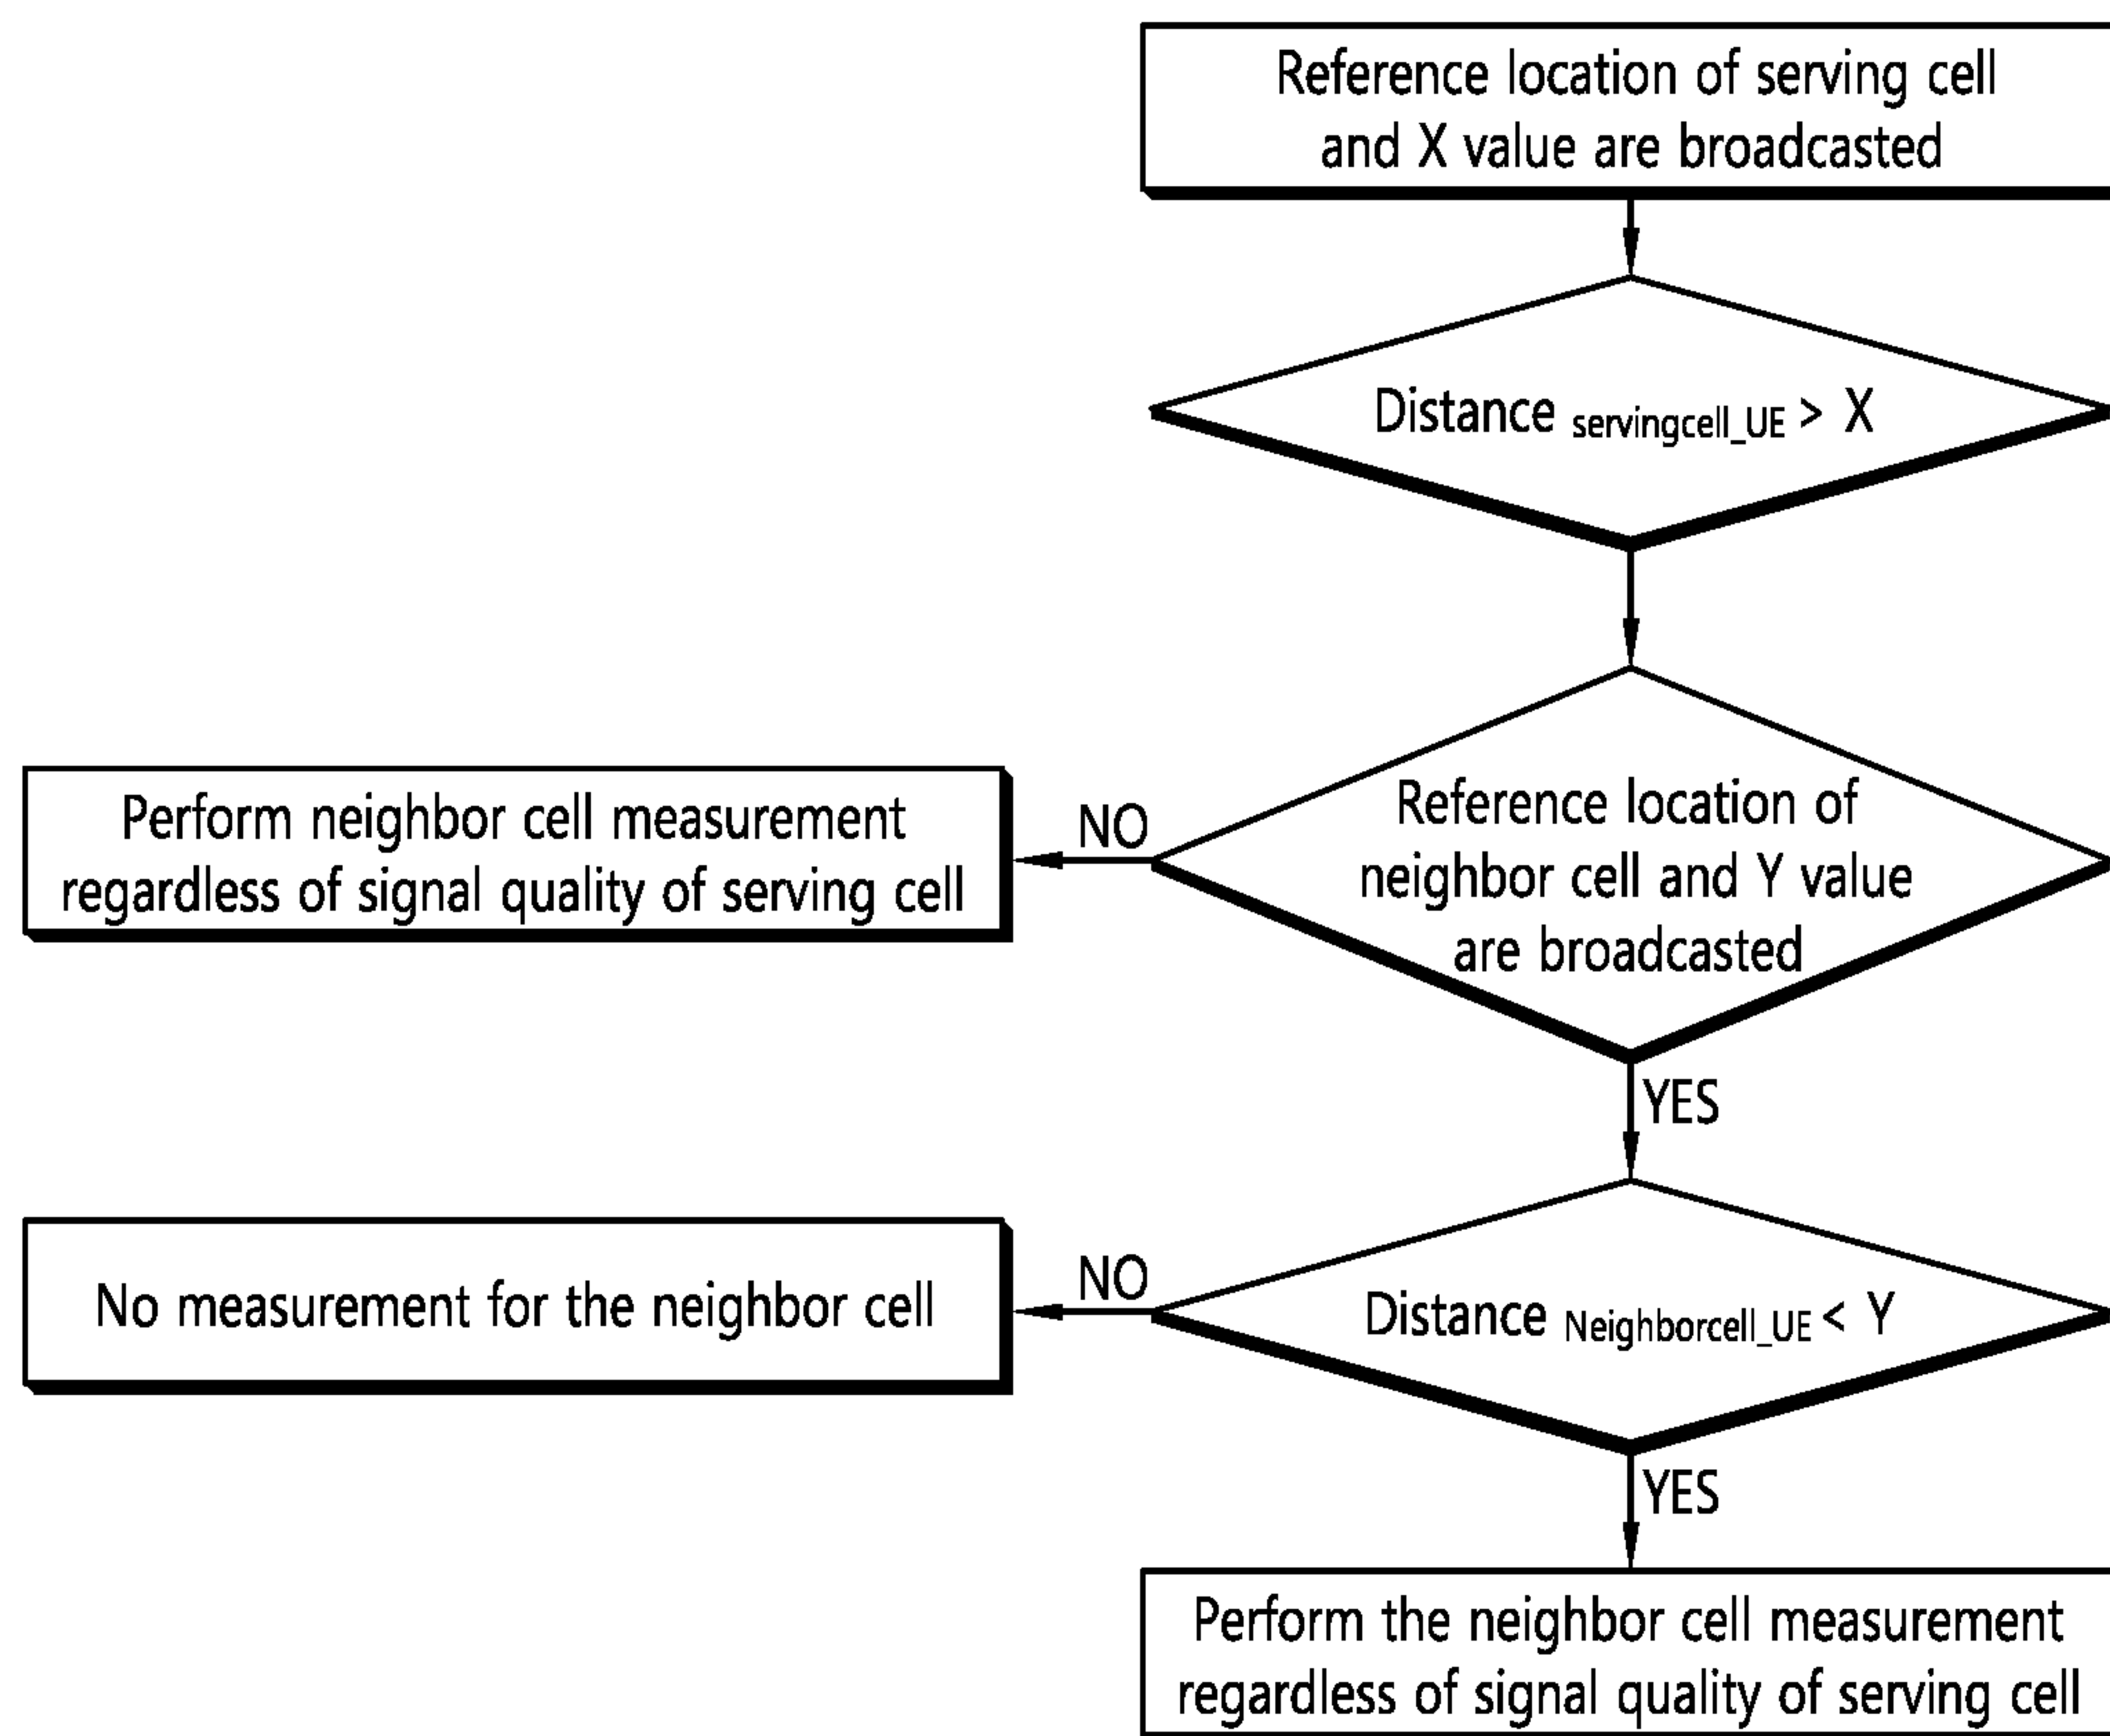 Reference location of serving cell
and X value are broadcasted
Distance servingcell_UE > X
Reference location of
neighbor cell and Y value
are broadcasted
NO
Perform neighbor cell measurement
regardless of signal quality of serving cell
YES
Distance Neighborcell_UE < Y
NO
No measurement for the neighbor cell
YES
Perform the neighbor cell measurement
regardless of signal quality of serving cell